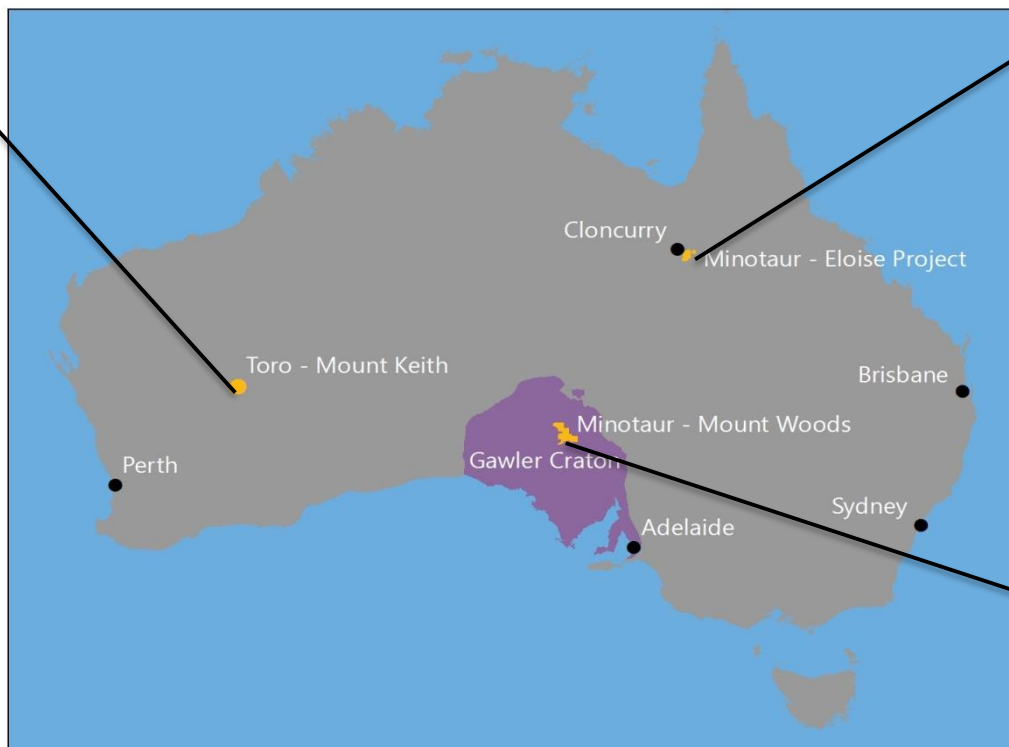 Cloncurry
Minotaur - Eloise Project
Toro - Mount Keith
Brisbane
Minotaur - Mount Woods
Perth
Gawler Craton
Sydney
Adelaide